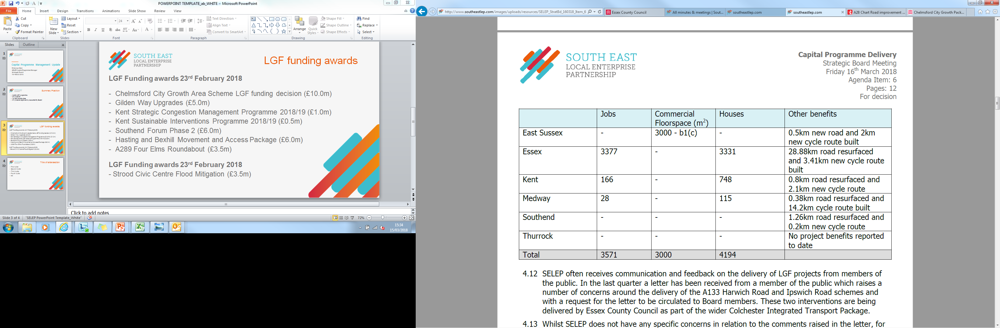 POWERPOINT TEMPLATE_ab_WHITE - Microsoft PowerPoint
File Home Insert Design Transitions Animations Slide Show Review View
Paste
Cut
Copy
Format Painter
Clipboard
New
Slide
Layout
Reset
Section
Slides
24
B I U S abc AV Aa A
Font
Text Direction
Align Text
Convert to SmartArt
Paragraph
Arrange
Quick
Styles
Shape Fill
Shape Outline
Shape Effects
Drawing
Find
Replace
Select
Editing
Slides Outline
1
Capital Programme Management Update
SELEP Capital Programme Manager
Strategic Board
2
Summary Position
3
LGF funding awards
4
Title of slide/section
- First bullet
- Second bullet
- Third bullet
- Fourth bullet
SOUTH EAST
LOCAL ENTERPRISE
PARTNERSHIP
LGF funding awards
LGF Funding awards 23rd February 2018
- Chelmsford City Growth Area Scheme LGF funding decision (£10.0m)
- Gilden Way Upgrades (£5.0m)
- Kent Strategic Congestion Management Programme 2018/19 (£1.0m)
- Kent Sustainable Interventions Programme 2018/19 (£0.5m)
- Southend Forum Phase 2 (£6.0m)
- Hasting and Bexhill Movement and Access Package (£6.0m)
- A289 Four Elms Roundabout (£3.5m)
LGF Funding awards 23rd February 2018
- Strood Civic Centre Flood Mitigation (£3.5m)
Click to add notes
Slide 3 of 4 "SELEP PowerPoint Template_White" 72%
15:34
15/03/2018
http://www.southeastlep.com/images/uploads/resources/SELEP_StratBd_160318_Item_6
Essex County Council
All minutes & meetings | Sout...
southeastlep.com
southeastlep.com
A28 Chart Road improvement ...
Chelmsford City Growth Pack...
SOUTH EAST
LOCAL ENTERPRISE
PARTNERSHIP
Capital Programme Delivery
Strategic Board Meeting
Friday 16th March 2018
Agenda Item: 6
Pages: 12
For decision
Jobs Commercial Floorspace (m2) Houses Other benefits
East Sussex - 3000 - b1(c) - 0.5km new road and 2km
new cycle route built
Essex 3377 - 3331 28.88km road resurfaced
and 3.41km new cycle route
built
Kent 166 - 748 0.8km road resurfaced and
2.1km new cycle route
Medway 28 - 115 0.38km road resurfaced and
14.2km cycle route built
Southend - - - 1.26km road resurfaced and
0.2km new cycle route
Thurrock - - - No project benefits reported
to date
Total 3571 3000 4194
4.12 SELEP often receives communication and feedback on the delivery of LGF projects from members of
the public. In the last quarter a letter has been received from a member of the public which raises a
number of concerns around the delivery of the A133 Harwich Road and Ipswich Road schemes and
with a request for the letter to be circulated to Board members. These two interventions are being
delivered by Essex County Council as part of the wider Colchester Integrated Transport Package.
4.13 Whilst SELEP does not have any specific concerns in relation to the comments raised in the letter, for